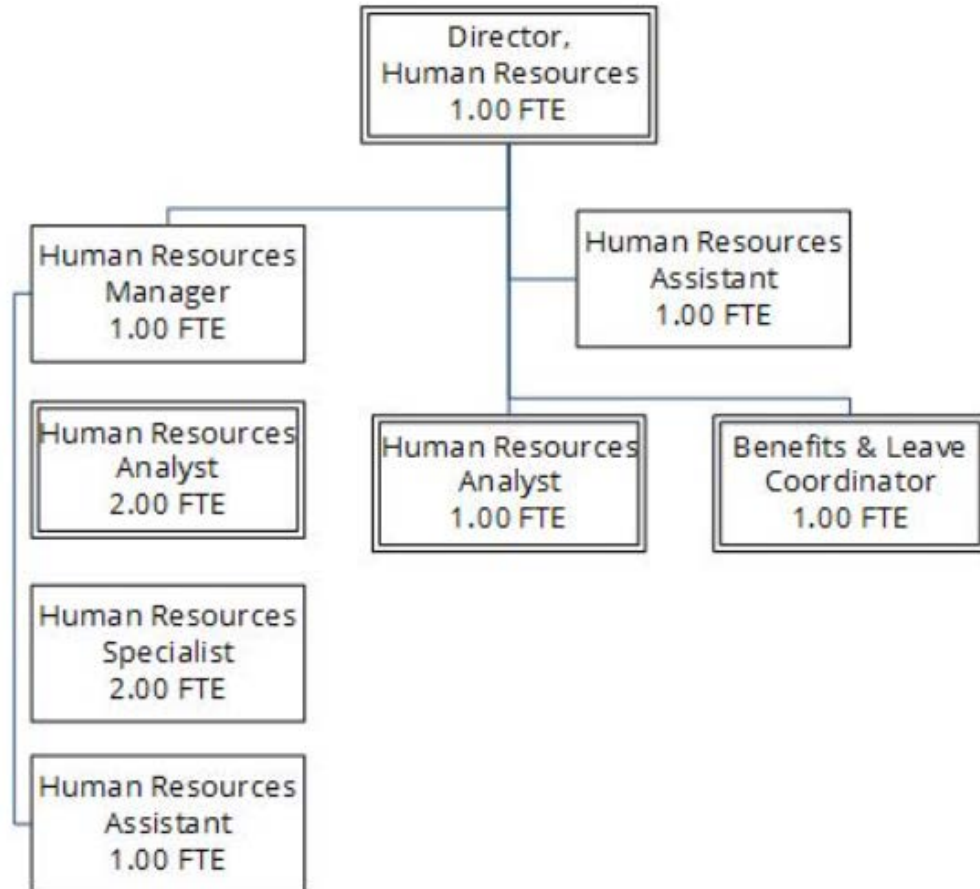 Director,
Human Resources
1.00 FTE
Human Resources
Manager
1.00 FTE
Human Resources
Assistant
1.00 FTE
Human Resources
Analyst
2.00 FTE
Human Resources
Analyst
1.00 FTE
Benefits & Leave
Coordinator
1.00 FTE
Human Resources
Specialist
2.00 FTE
Human Resources
Assistant
1.00 FTE